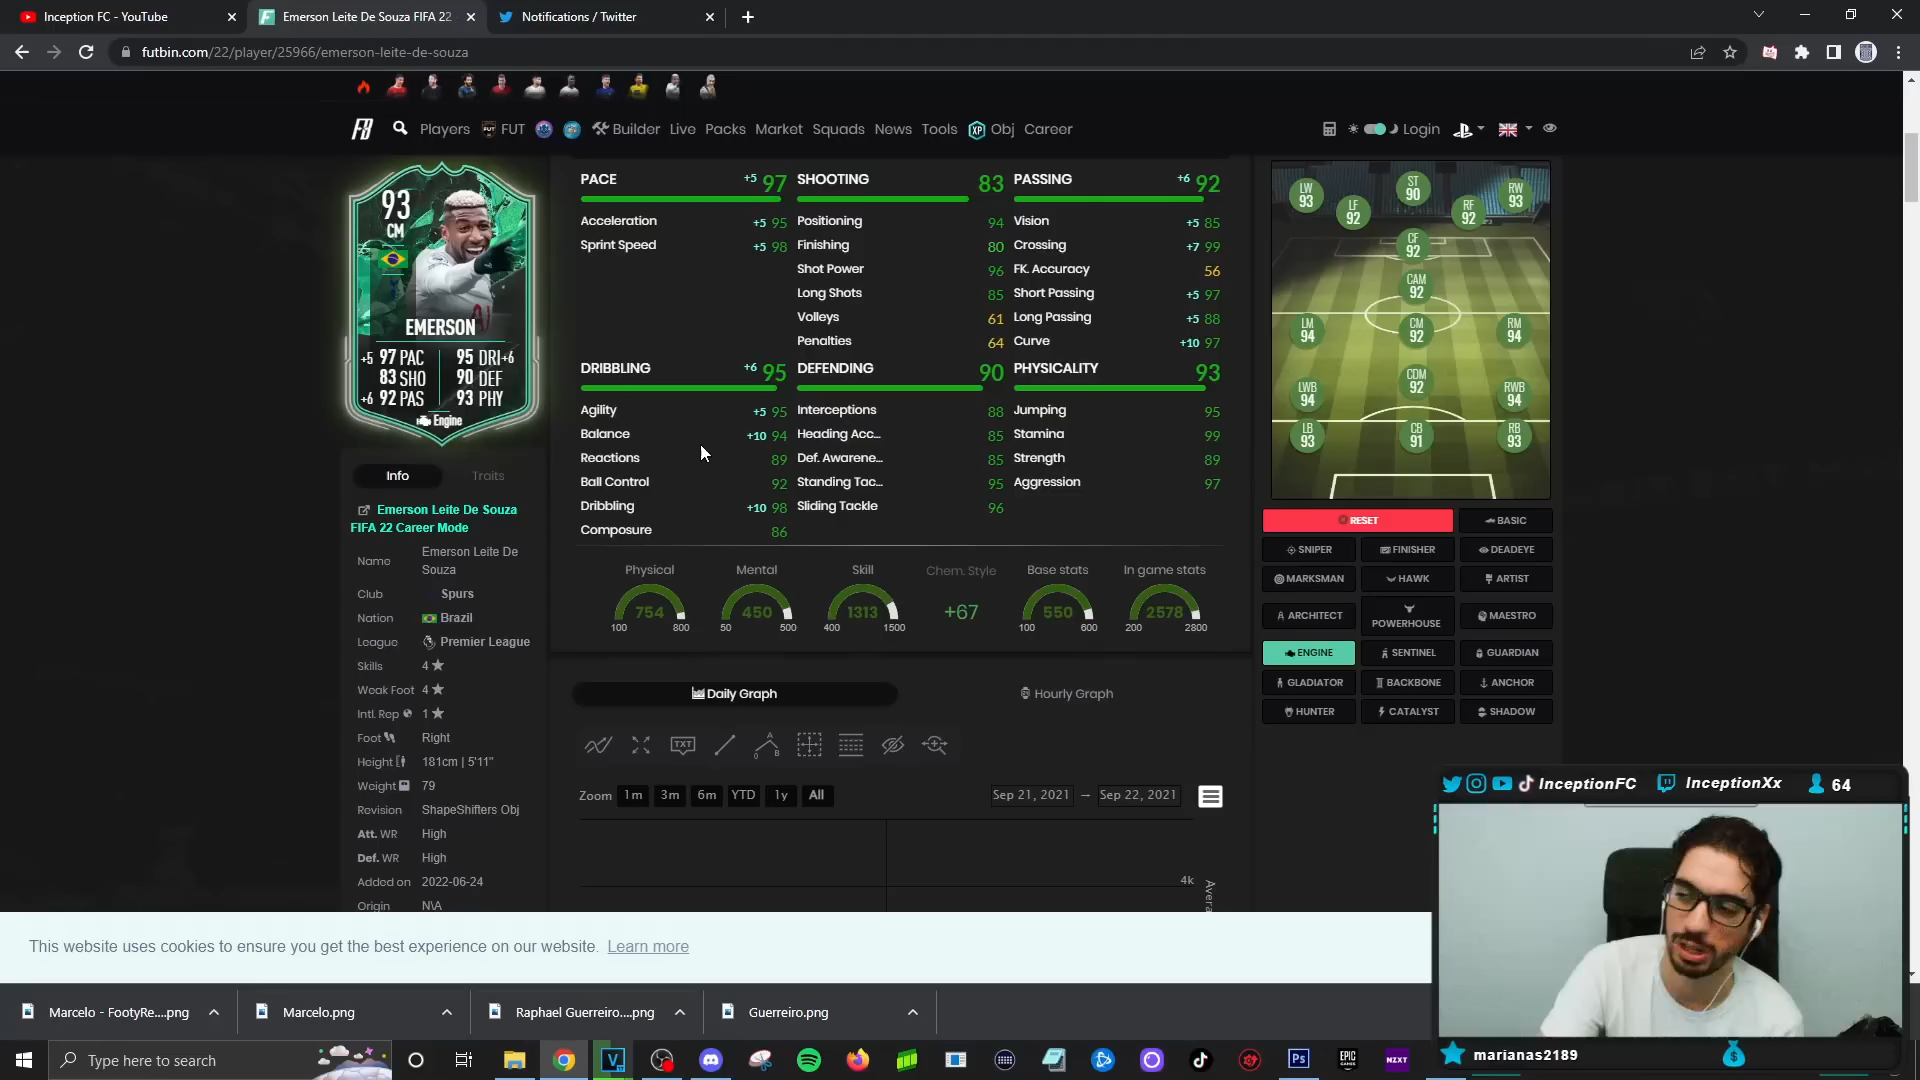 Inception FC - YouTube
Emerson Leite De Souza FIFA 22
Notifications / Twitter
futbin.com/22/player/25966/emerson-leite-de-souza
Players FUT Builder Live Packs Market Squads News Tools XP Obj Career Login
93
CM
EMERSON
+5 97 PAC 95 DRI+6
83 SHO 90 DEF
+6 92 PAS 93 PHY
Engine
PACE +5 97 SHOOTING 83 PASSING +6 92
Acceleration +5 95 Positioning 94 Vision +5 85
Sprint Speed +5 98 Finishing 80 Crossing +7 99
Shot Power 96 FK. Accuracy 56
Long Shots 85 Short Passing +5 97
Volleys 61 Long Passing +5 88
Penalties 64 Curve +10 97
DRIBBLING +6 95 DEFENDING 90 PHYSICALITY 93
Agility +5 95 Interceptions 88 Jumping 95
Balance +10 94 Heading Acc... 85 Stamina 99
Reactions 89 Def. Awarene... 85 Strength 89
Ball Control 92 Standing Tac... 95 Aggression 97
Dribbling +10 98 Sliding Tackle 96
Composure 86
Physical Mental Skill Chem. Style Base stats In game stats
754 450 1313 +67 550 2578
100 800 50 500 400 1500 100 600 200 2800
LW 93
LF 92
ST 90
RF 92
RW 93
CF 92
CAM 92
LM 94
CM 92
RM 94
CDM 92
LWB 94
RWB 94
LB 93
CB 91
RB 93
RESET BASIC
SNIPER FINISHER DEADEYE
MARKSMAN HAWK ARTIST
ARCHITECT POWERHOUSE MAESTRO
ENGINE SENTINEL GUARDIAN
GLADIATOR BACKBONE ANCHOR
HUNTER CATALYST SHADOW
Info Traits
Emerson Leite De Souza
FIFA 22 Career Mode
Name Emerson Leite De Souza
Club Spurs
Nation Brazil
League Premier League
Skills 4
Weak Foot 4
Intl. Rep 1
Foot Right
Height 181cm | 5'11"
Weight 79
Revision ShapeShifters Obj
Att. WR High
Def. WR High
Added on 2022-06-24
Origin N\A
Daily Graph Hourly Graph
TXT
Zoom 1m 3m 6m YTD 1y All Sep 21, 2021 → Sep 22, 2021
4k
Avera
InceptionFC InceptionXx 64
marianas2189
This website uses cookies to ensure you get the best experience on our website. Learn more
Marcelo - FootyRe....png
Marcelo.png
Raphael Guerreiro....png
Guerreiro.png
Type here to search
V
Ps
EPIC GAMES
NZXT